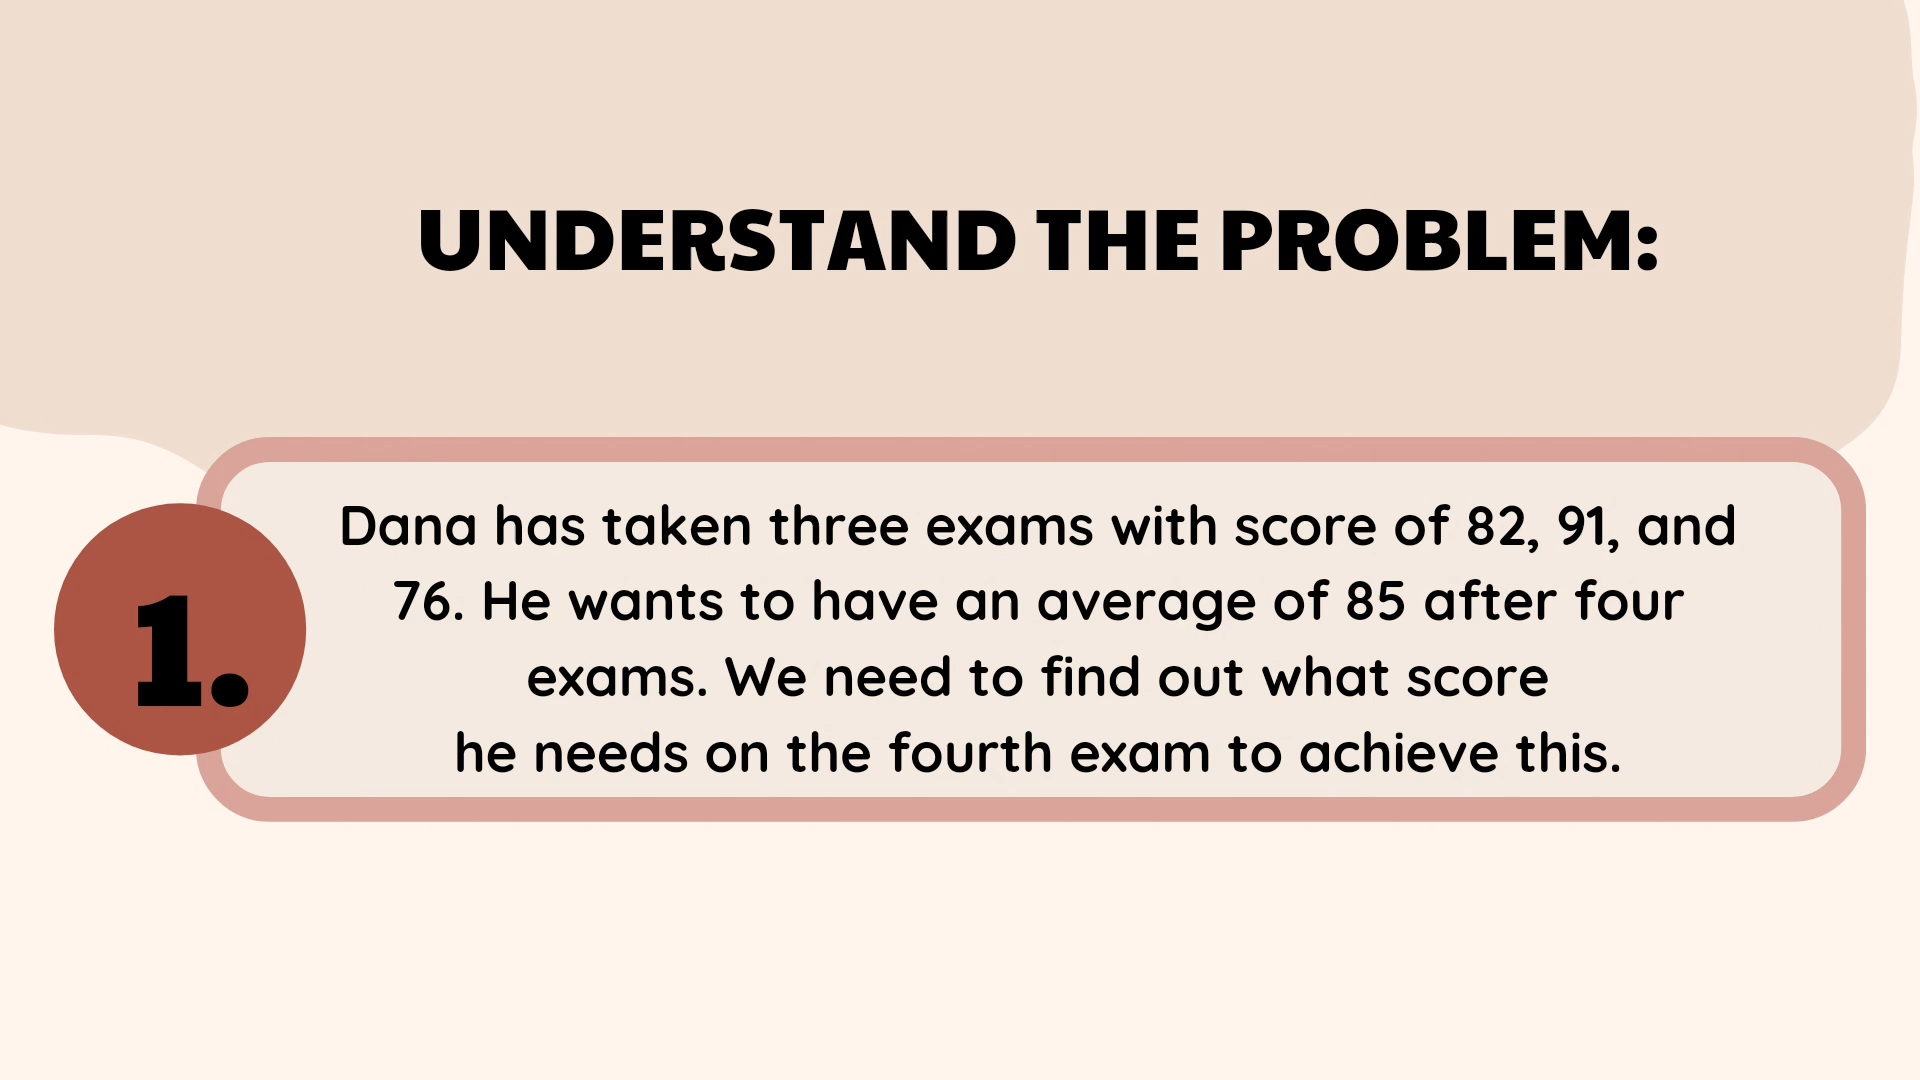 UNDERSTAND THE PROBLEM:
1.
Dana has taken three exams with score of 82, 91, and
76. He wants to have an average of 85 after four
exams. We need to find out what score
he needs on the fourth exam to achieve this.